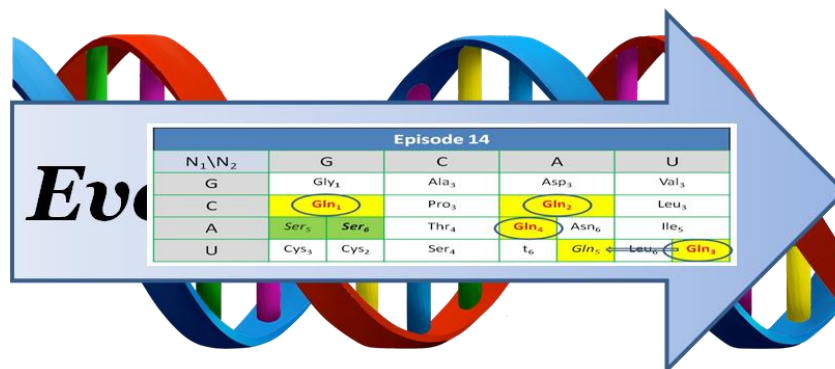 Episode 14
N₁\N₂ G C A U
G Gly₁ Ala₃ Asp₃ Val₃
Evo
C Gln₁ Pro₃ Gln₂ Leu₃
A Ser₅ Ser₆ Thr₄ Gln₄ Asn₆ Ile₅
U Cys₃ Cys₂ Ser₄ t₆ Gln₅ Leu₆ Gln₃